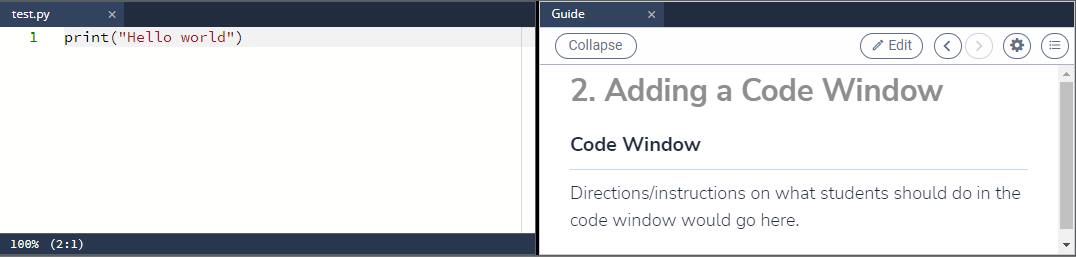 test.py
1 print("Hello world")
100% (2:1)
Guide
Collapse
Edit
2. Adding a Code Window
Code Window
Directions/instructions on what students should do in the
code window would go here.